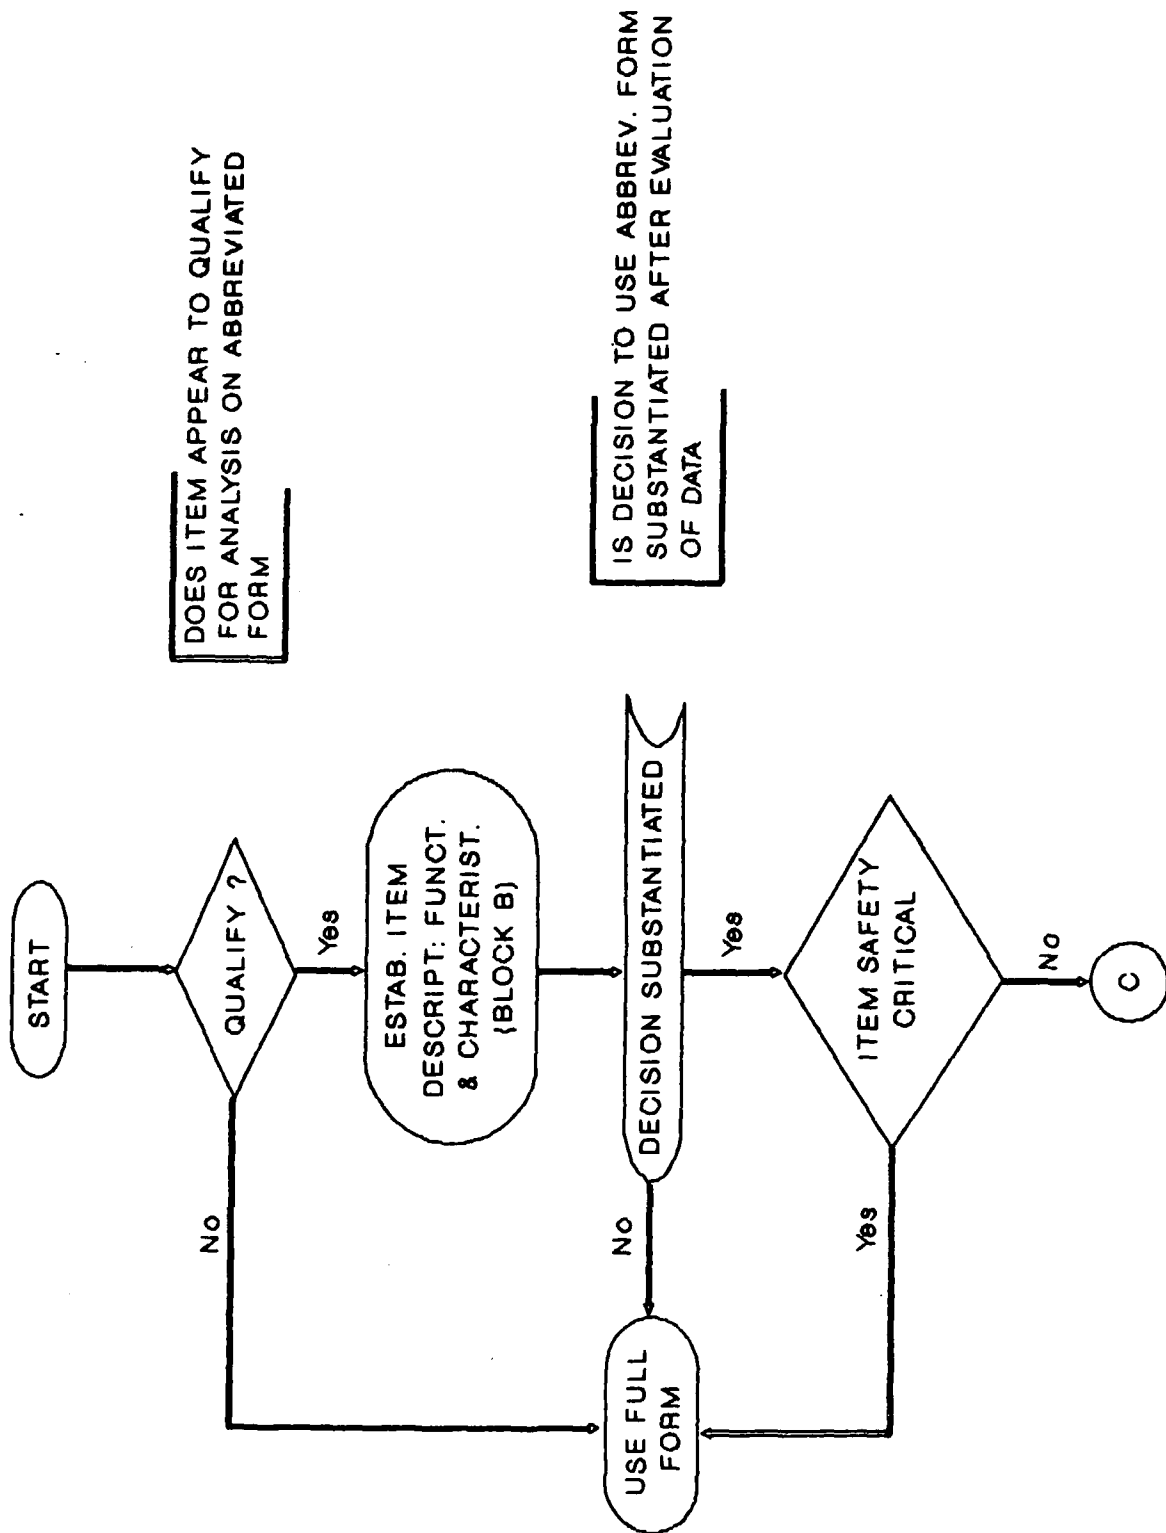 START
QUALIFY ?
DOES ITEM APPEAR TO QUALIFY
FOR ANALYSIS ON ABBREVIATED
FORM
No
Yes
ESTAB. ITEM
DESCRIPT: FUNCT.
& CHARACTERIST.
(BLOCK B)
DECISION SUBSTANTIATED
IS DECISION TO USE ABBREV. FORM
SUBSTANTIATED AFTER EVALUATION
OF DATA
No
Yes
USE FULL
FORM
ITEM SAFETY
CRITICAL
Yes
No
C